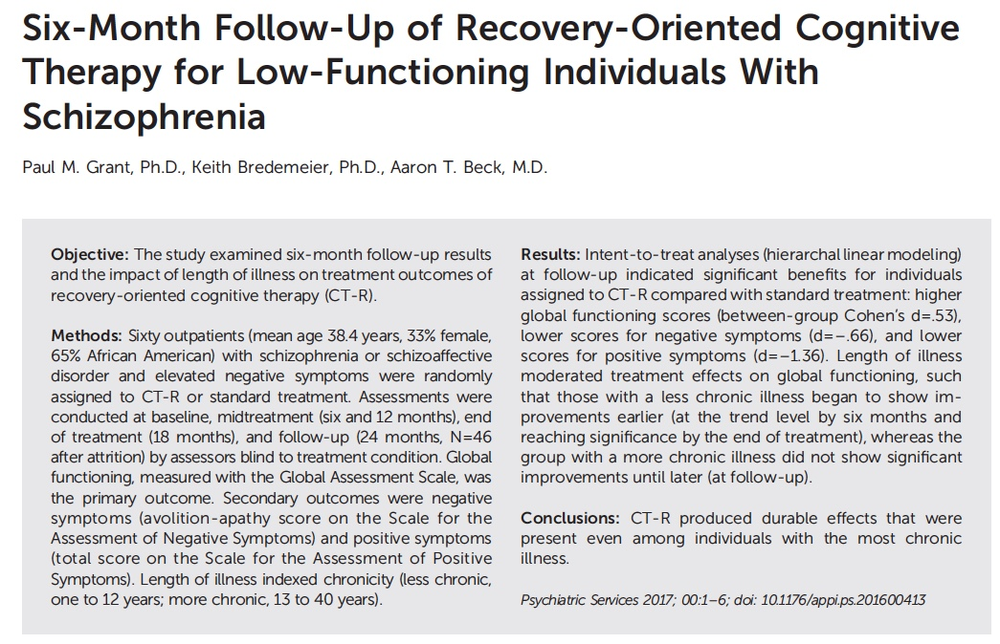 Six-Month Follow-Up of Recovery-Oriented Cognitive
Therapy for Low-Functioning Individuals With
Schizophrenia
Paul M. Grant, Ph.D., Keith Bredemeier, Ph.D., Aaron T. Beck, M.D.
Objective: The study examined six-month follow-up results
and the impact of length of illness on treatment outcomes of
recovery-oriented cognitive therapy (CT-R).
Methods: Sixty outpatients (mean age 38.4 years, 33% female,
65% African American) with schizophrenia or schizoaffective
disorder and elevated negative symptoms were randomly
assigned to CT-R or standard treatment. Assessments were
conducted at baseline, midtreatment (six and 12 months), end
of treatment (18 months), and follow-up (24 months, N=46
after attrition) by assessors blind to treatment condition. Global
functioning, measured with the Global Assessment Scale, was
the primary outcome. Secondary outcomes were negative
symptoms (avolition-apathy score on the Scale for the
Assessment of Negative Symptoms) and positive symptoms
(total score on the Scale for the Assessment of Positive
Symptoms). Length of illness indexed chronicity (less chronic,
one to 12 years; more chronic, 13 to 40 years).
Results: Intent-to-treat analyses (hierarchal linear modeling)
at follow-up indicated significant benefits for individuals
assigned to CT-R compared with standard treatment: higher
global functioning scores (between-group Cohen's d=.53),
lower scores for negative symptoms (d=−.66), and lower
scores for positive symptoms (d=−1.36). Length of illness
moderated treatment effects on global functioning, such
that those with a less chronic illness began to show im-
provements earlier (at the trend level by six months and
reaching significance by the end of treatment), whereas the
group with a more chronic illness did not show significant
improvements until later (at follow-up).
Conclusions: CT-R produced durable effects that were
present even among individuals with the most chronic
illness.
Psychiatric Services 2017; 00:1–6; doi: 10.1176/appi.ps.201600413